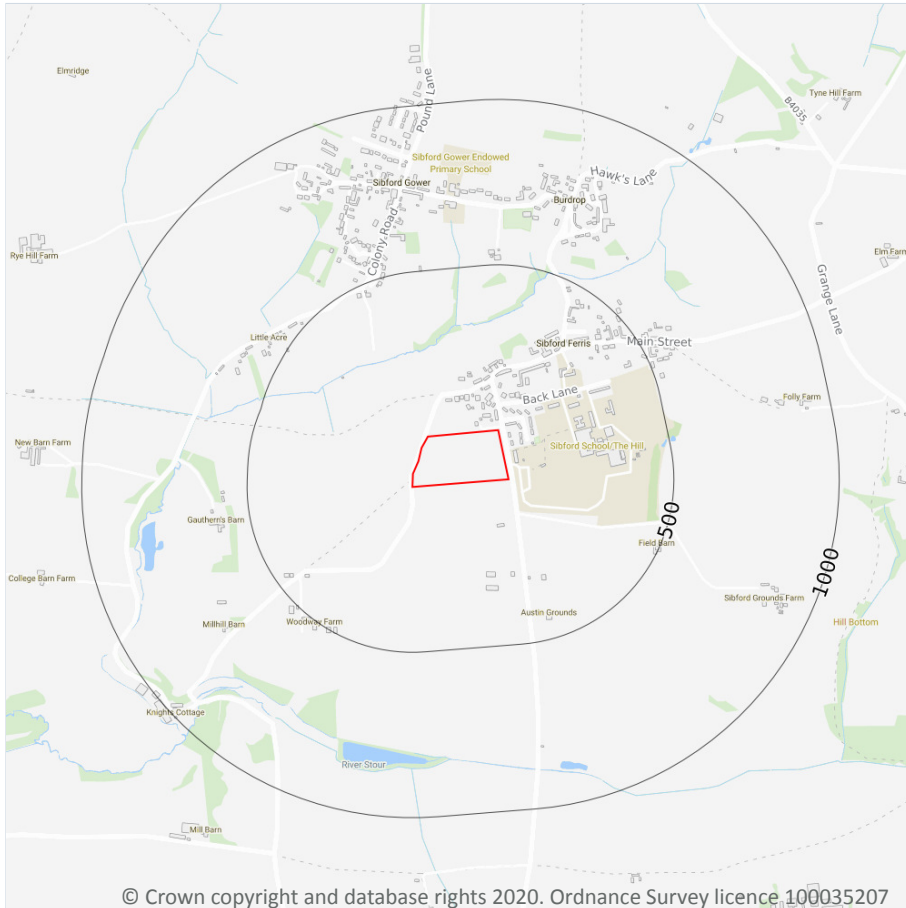 Elmridge
Tyne Hill Farm
B4035
Pound Lane
Sibford Gower Endowed
Primary School
Hawk's Lane
Sibford Gower
Burdrop
Colony Road
Rye Hill Farm
Elm Farm
Grange Lane
Little Acre
Sibford Ferris
Main Street
Back Lane
Folly Farm
New Barn Farm
Sibford School/The Hill
500
Gauthern's Barn
Field Barn
1000
College Barn Farm
Sibford Grounds Farm
Austin Grounds
Millhill Barn
Woodway Farm
Hill Bottom
Knights Cottage
River Stour
Mill Barn
© Crown copyright and database rights 2020. Ordnance Survey licence 100035207